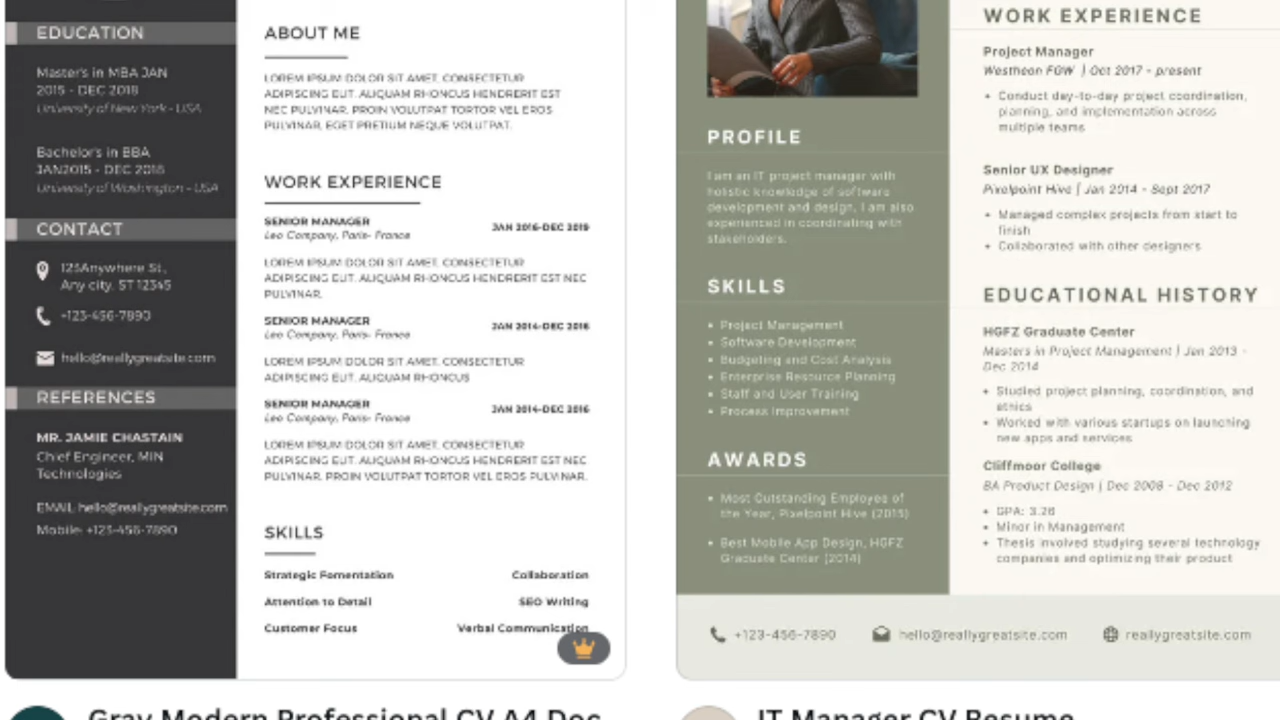 EDUCATION
Master's in MBA JAN
2015 - DEC 2018
University of New York - USA
Bachelor's in BBA
JAN2015 - DEC 2018
University of Washington - USA
CONTACT
123Anywhere St.,
Any city. ST 12345
+123-456-7890
hello@reallygreatsite.com
REFERENCES
MR. JAMIE CHASTAIN
Chief Engineer, MIN
Technologies
EMAIL hello@reallygreatsite.com
Mobile: +123-456-7890
ABOUT ME
LOREM IPSUM DOLOR SIT AMET, CONSECTETUR
ADIPISCING ELIT. ALIQUAM RHONCUS HENDRERIT EST
NEC PULVINAR. PROIN VOLUTPAT TORTOR VEL EROS
PULVINAR, EGET PRETIUM NEQUE VOLUTPAT.
WORK EXPERIENCE
SENIOR MANAGER
Leo Company, Paris- France
JAN 2016-DEC 2019
LOREM IPSUM DOLOR SIT AMET, CONSECTETUR
ADIPISCING ELIT. ALIQUAM RHONCUS HENDRERIT EST NEC
PULVINAR.
SENIOR MANAGER
Leo Company, Paris- France
JAN 2014-DEC 2016
LOREM IPSUM DOLOR SIT AMET, CONSECTETUR
ADIPISCING ELIT. ALIQUAM RHONCUS
SENIOR MANAGER
Leo Company, Paris- France
JAN 2014-DEC 2016
LOREM IPSUM DOLOR SIT AMET, CONSECTETUR
ADIPISCING ELIT. ALIQUAM RHONCUS HENDRERIT EST NEC
PULVINAR. PROIN VOLUTPAT TORTOR VEL EROS PULVINAR.
SKILLS
Strategic Fomentation
Collaboration
Attention to Detail
SEO Writing
Customer Focus
Verbal Communication
Gray Modern Professional CV A4 Doc
PROFILE
I am an IT project manager with
holistic knowledge of software
development and design. I am also
experienced in coordinating with
stakeholders.
SKILLS
• Project Management
• Software Development
• Budgeting and Cost Analysis
• Enterprise Resource Planning
• Staff and User Training
• Process Improvement
AWARDS
• Most Outstanding Employee of
the Year, Pixelpoint Hive (2015)
• Best Mobile App Design, HGFZ
Graduate Center (2014)
WORK EXPERIENCE
Project Manager
Westheon FGW | Oct 2017 - present
• Conduct day-to-day project coordination,
planning, and implementation across
multiple teams
Senior UX Designer
Pixelpoint Hive | Jan 2014 - Sept 2017
• Managed complex projects from start to
finish
• Collaborated with other designers
EDUCATIONAL HISTORY
HGFZ Graduate Center
Masters in Project Management | Jan 2013 -
Dec 2014
• Studied project planning, coordination, and
ethics
• Worked with various startups on launching
new apps and services
Cliffmoor College
BA Product Design | Dec 2008 - Dec 2012
• GPA: 3.26
• Minor in Management
• Thesis involved studying several technology
companies and optimizing their product
+123-456-7890
hello@reallygreatsite.com
reallygreatsite.com
IT Manager CV Resume